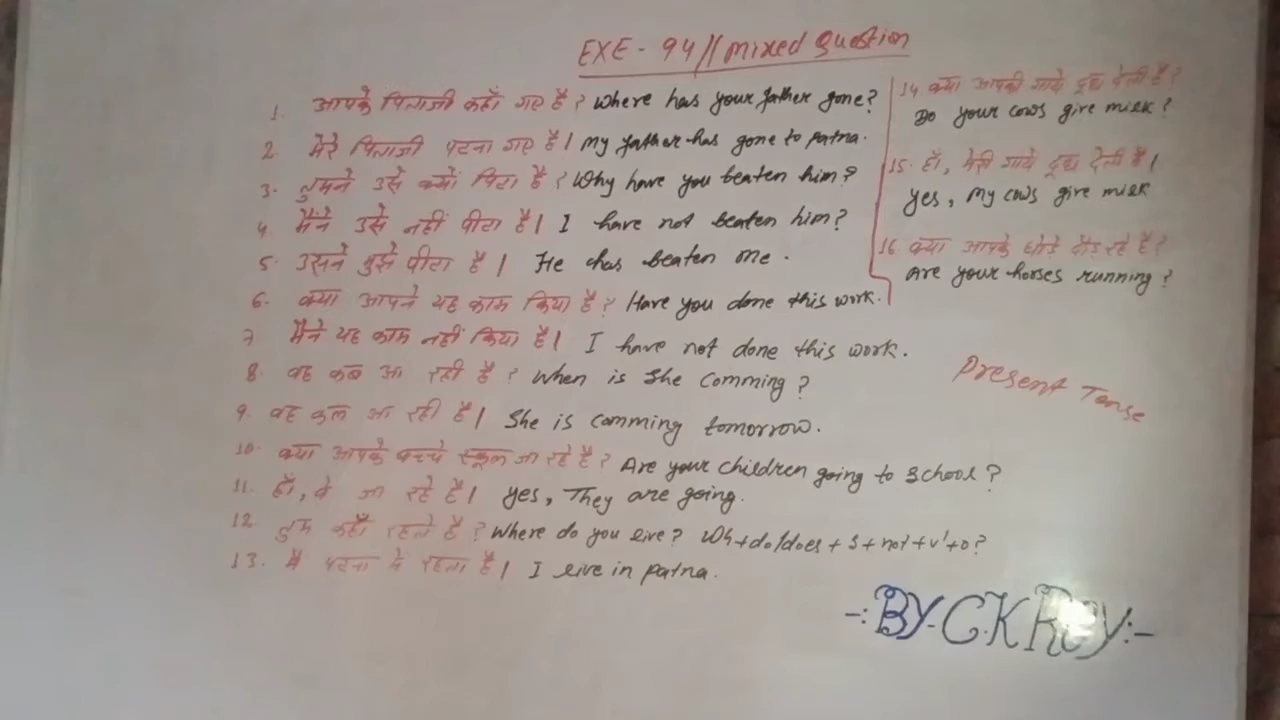 EXE - 94 // Mixed Question
1. आपके पिताजी कहाँ गए है ? Where has your father gone?
2. मेरे पिताजी पटना गए है | My father has gone to Patna.
3. तुमने उसे क्यों पिटा है ? Why have you beaten him?
4. मैंने उसे नहीं पीटा है | I have not beaten him?
5. उसने मुझे पीटा है | He has beaten me.
6. क्या आपने यह काम किया है ? Have you done this work.
7 मैंने यह काम नहीं किया है | I have not done this work.
8. वह कब आ रही है ? When is She Comming ?
9. वह कल आ रही है | She is comming tomorrow.
10. क्या आपके बच्चे स्कूल जा रहे है ? Are your children going to School ?
11. हाँ, वे जा रहे है | yes, They are going.
12. तुम कहाँ रहते है ? Where do you live? Wh+do/does + S + not + v¹ + o ?
13. मै पटना मे रहता है | I live in Patna.
14. क्या आपकी गाये दूध देती है ?
Do your cows give milk ?
15. हाँ, मेरी गाये दूध देती है |
yes, My cows give milk
16 क्या आपके घोडे दौड रहे है ?
Are your horses running ?
Present Tense
-: BY- C.K Roy :-